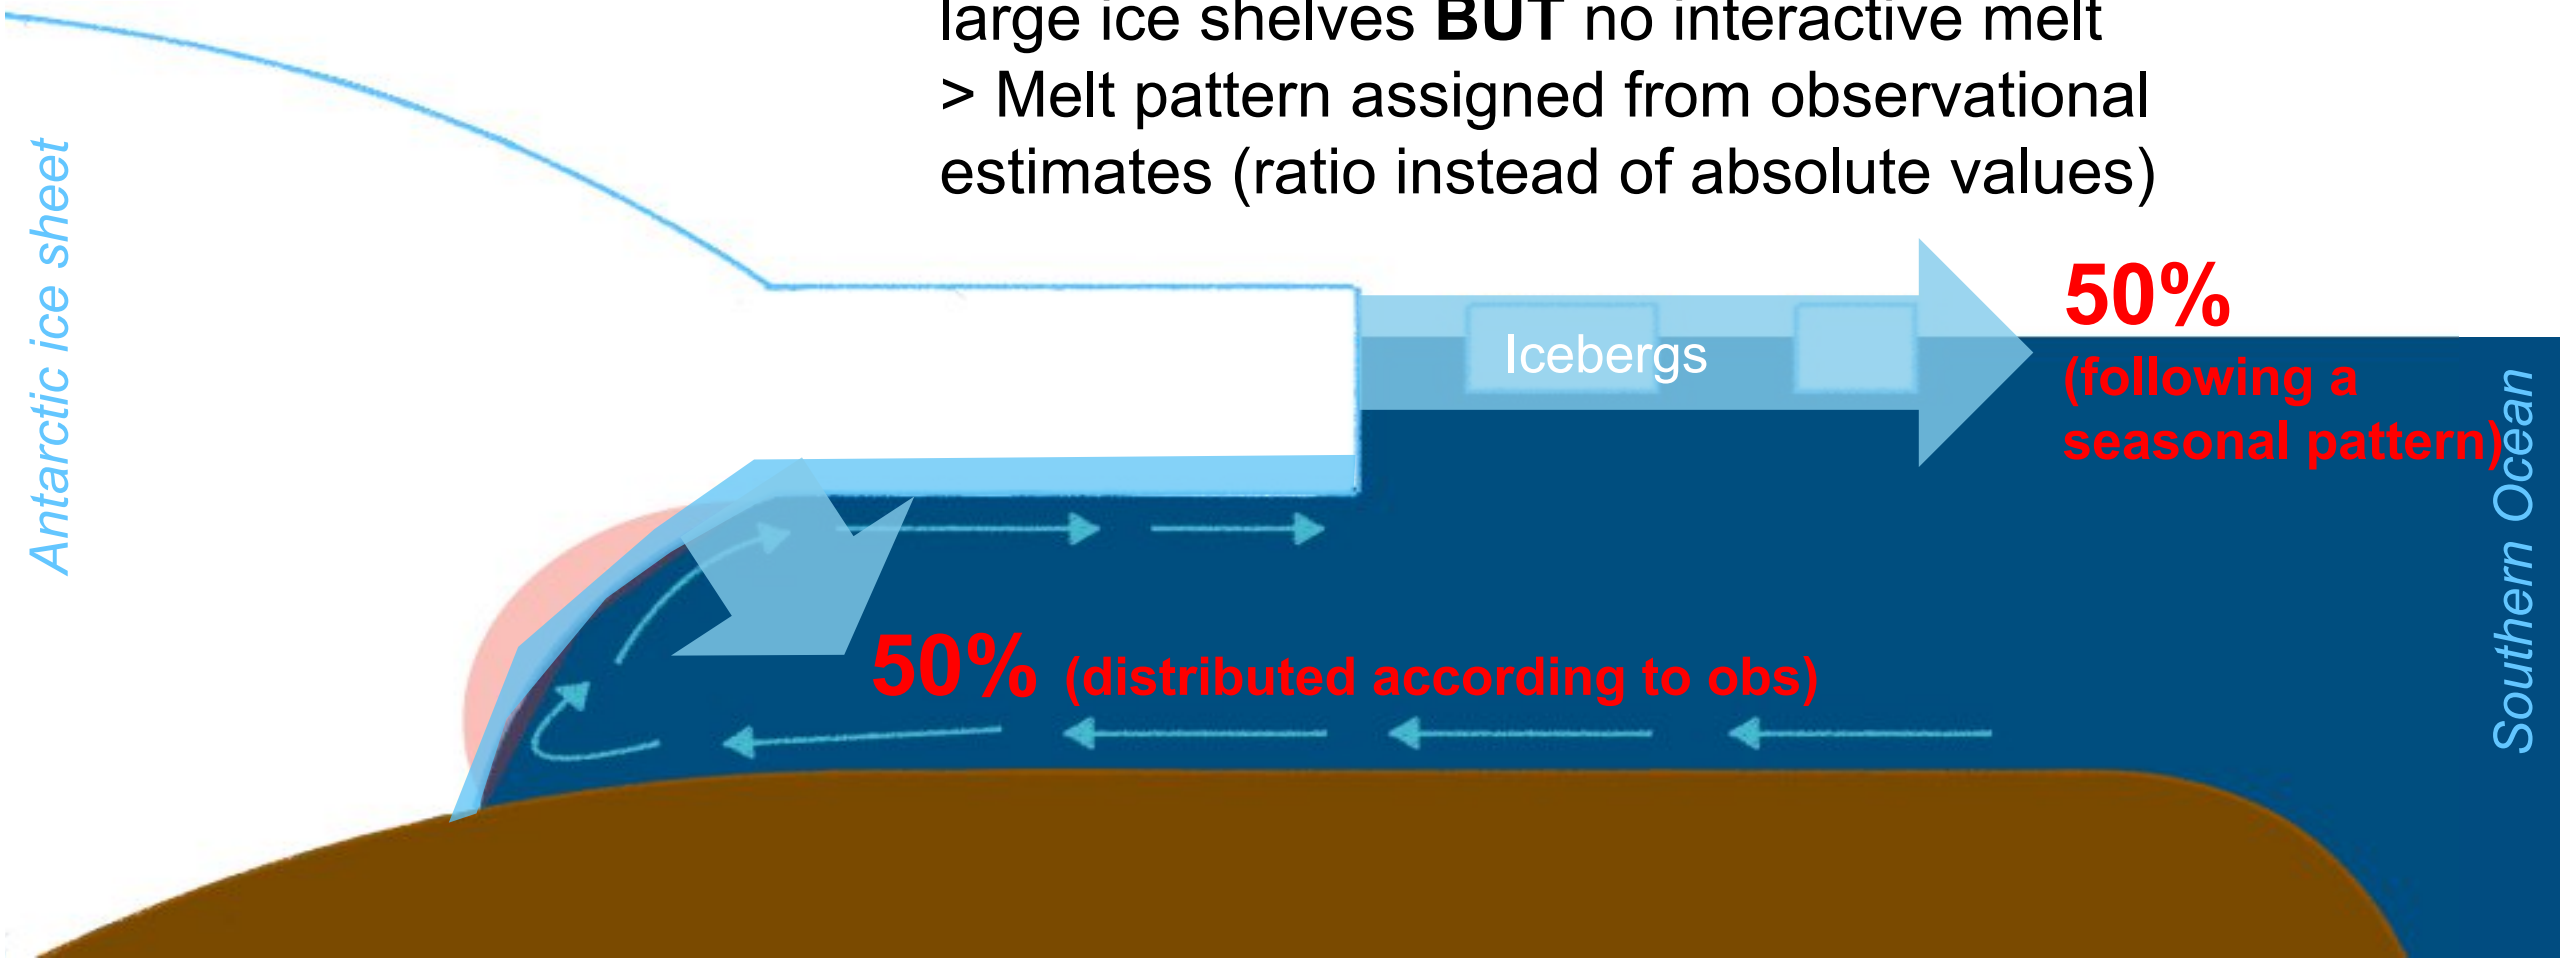 large ice shelves BUT no interactive melt
> Melt pattern assigned from observational
estimates (ratio instead of absolute values)
Antarctic ice sheet
50%
Icebergs
(following a
seasonal pattern)
Southern Ocean
50% (distributed according to obs)